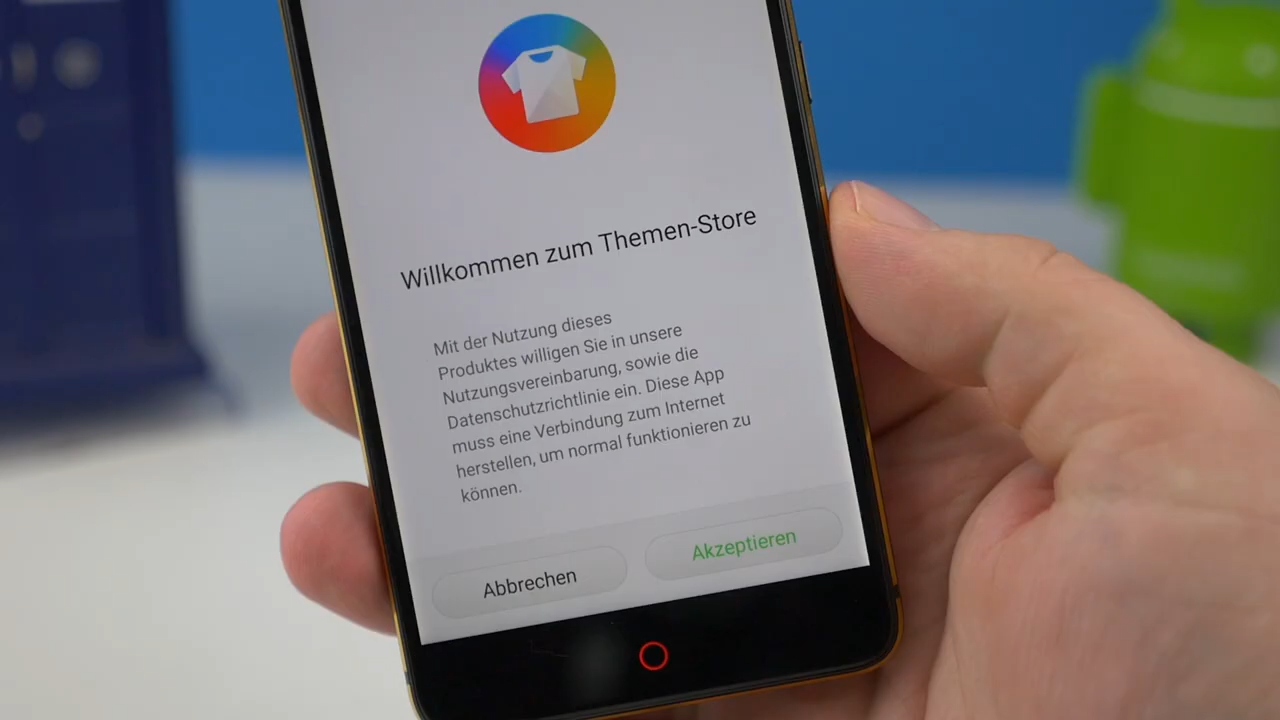 Willkommen zum Themen-Store
Mit der Nutzung dieses
Produktes willigen Sie in unsere
Nutzungsvereinbarung, sowie die
Datenschutzrichtlinie ein. Diese App
muss eine Verbindung zum Internet
herstellen, um normal funktionieren zu
können.
Abbrechen
Akzeptieren